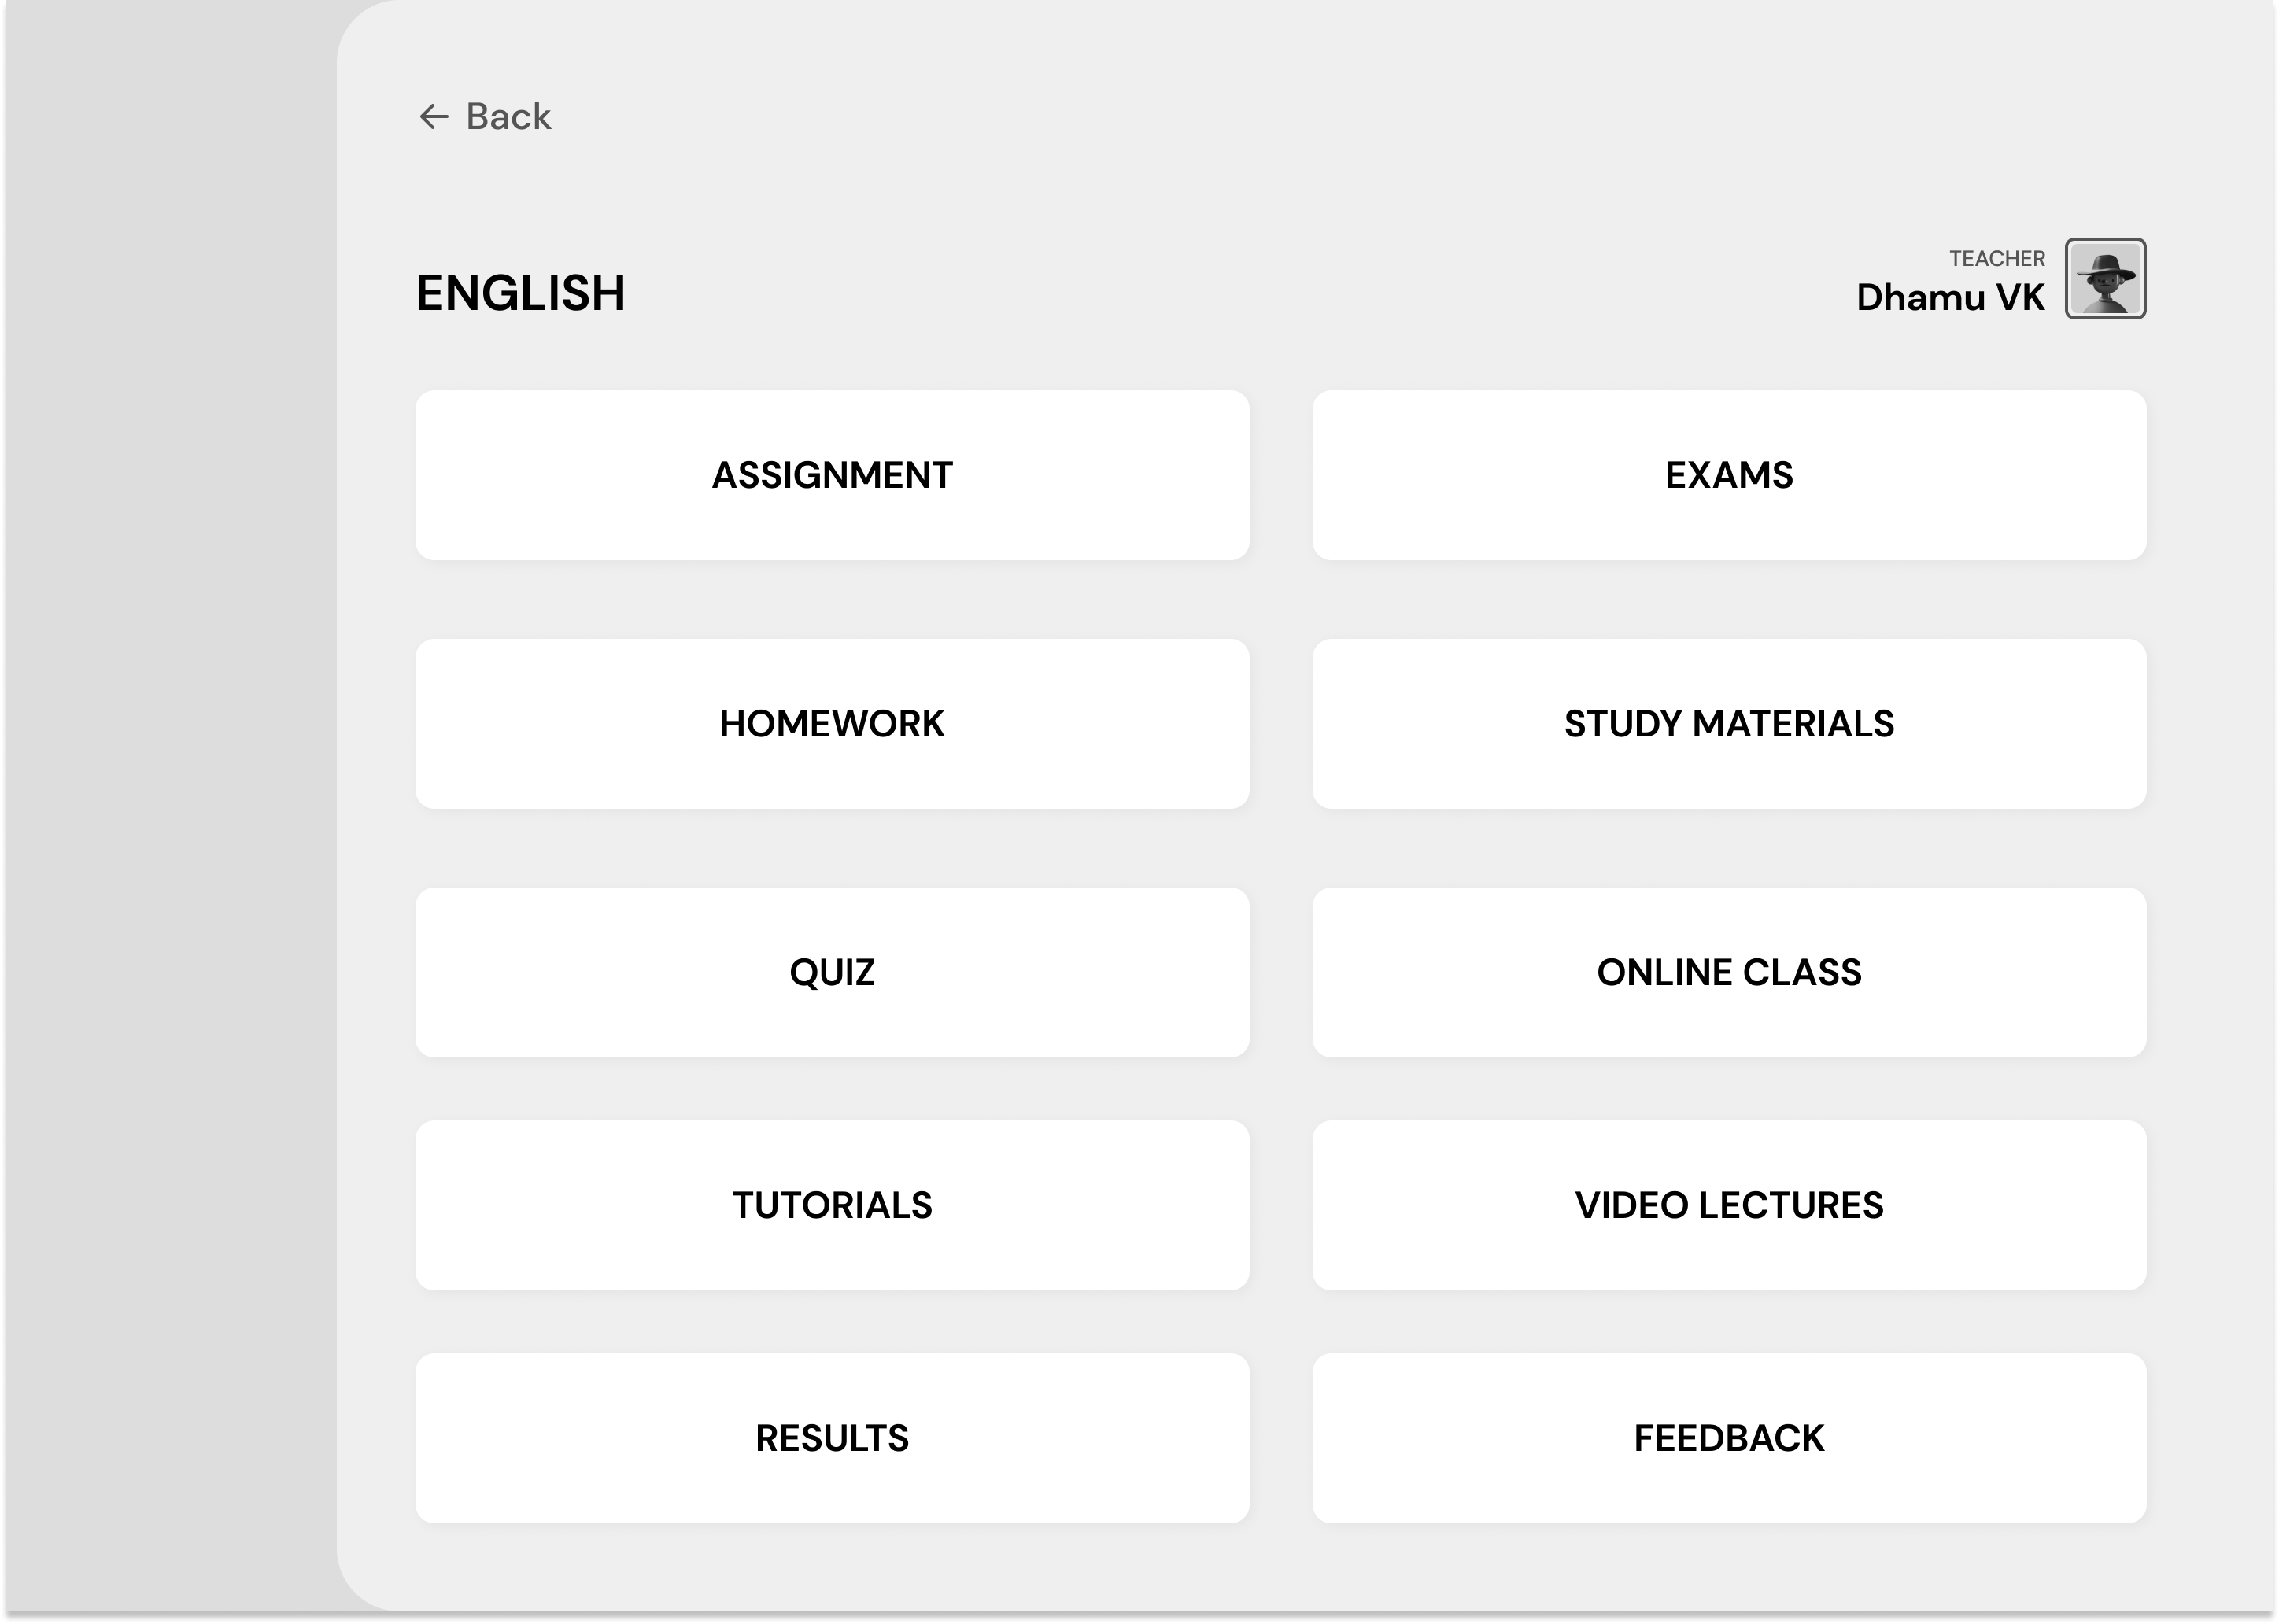 Back
ENGLISH
TEACHER
Dhamu VK
ASSIGNMENT
EXAMS
HOMEWORK
STUDY MATERIALS
QUIZ
ONLINE CLASS
TUTORIALS
VIDEO LECTURES
RESULTS
FEEDBACK